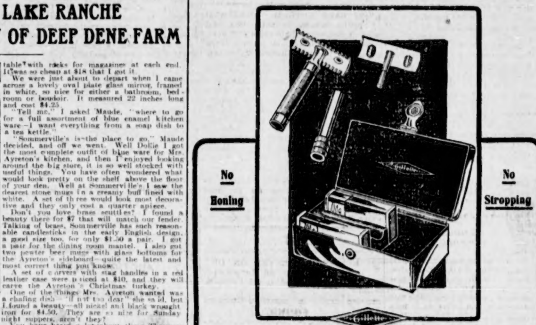 LAKE RANCHE
OF DEEP DENE FARM
table with racks for magazines at each end.
It was so cheap at $18 that I got it.
We were just about to depart when I came
across a lovely oval plate glass mirror, framed
in white, so nice for either a bathroom, bed-
room or boudoir. It measured 22 inches long
and cost $4.25.
"Tell me," I asked Maude, "where to go
for a full assortment of blue enamel kitchen
ware—I want everything from a soap dish to
a tea kettle."
"Sommerville's is the place to go," Maude
decided, and off we went. Well Dollie I got
the most complete outfit of blue ware for Mrs.
Ayreton's kitchen, and then I enjoyed looking
around the big store, it is so well stocked with
useful things. You have often wondered what
would look pretty on the shelf above the floor
of your den. Well at Sommerville's I saw the
dearest stone mugs in a creamy buff fired with
white. A set of three would look most decora-
tive and they only cost a quarter apiece.
Don't you love brass scuttles? I found a
beauty there for $7 that will match our fender.
Talking of brass, Sommerville has such reason-
able candlesticks in the early English design,
a good size too, for only $1.50 a pair. I got
a pair for the dining room mantel. I also got
two pewter beer mugs with glass bottoms for
the Ayreton's sideboard—quite the latest and
most correct thing you know.
A set of carvers with stag handles in a red
leather case were priced at $10, and they will
carve the Ayreton's Christmas turkey.
One of the things Mrs. Ayreton wanted was
a chafing dish "if not too dear" she said, but
I found a beauty—all nickel and black wrought
iron for $4.50. They are so nice for Sunday
night suppers, aren't they?
No
Honing
Gillette
No
Stropping
Gillette